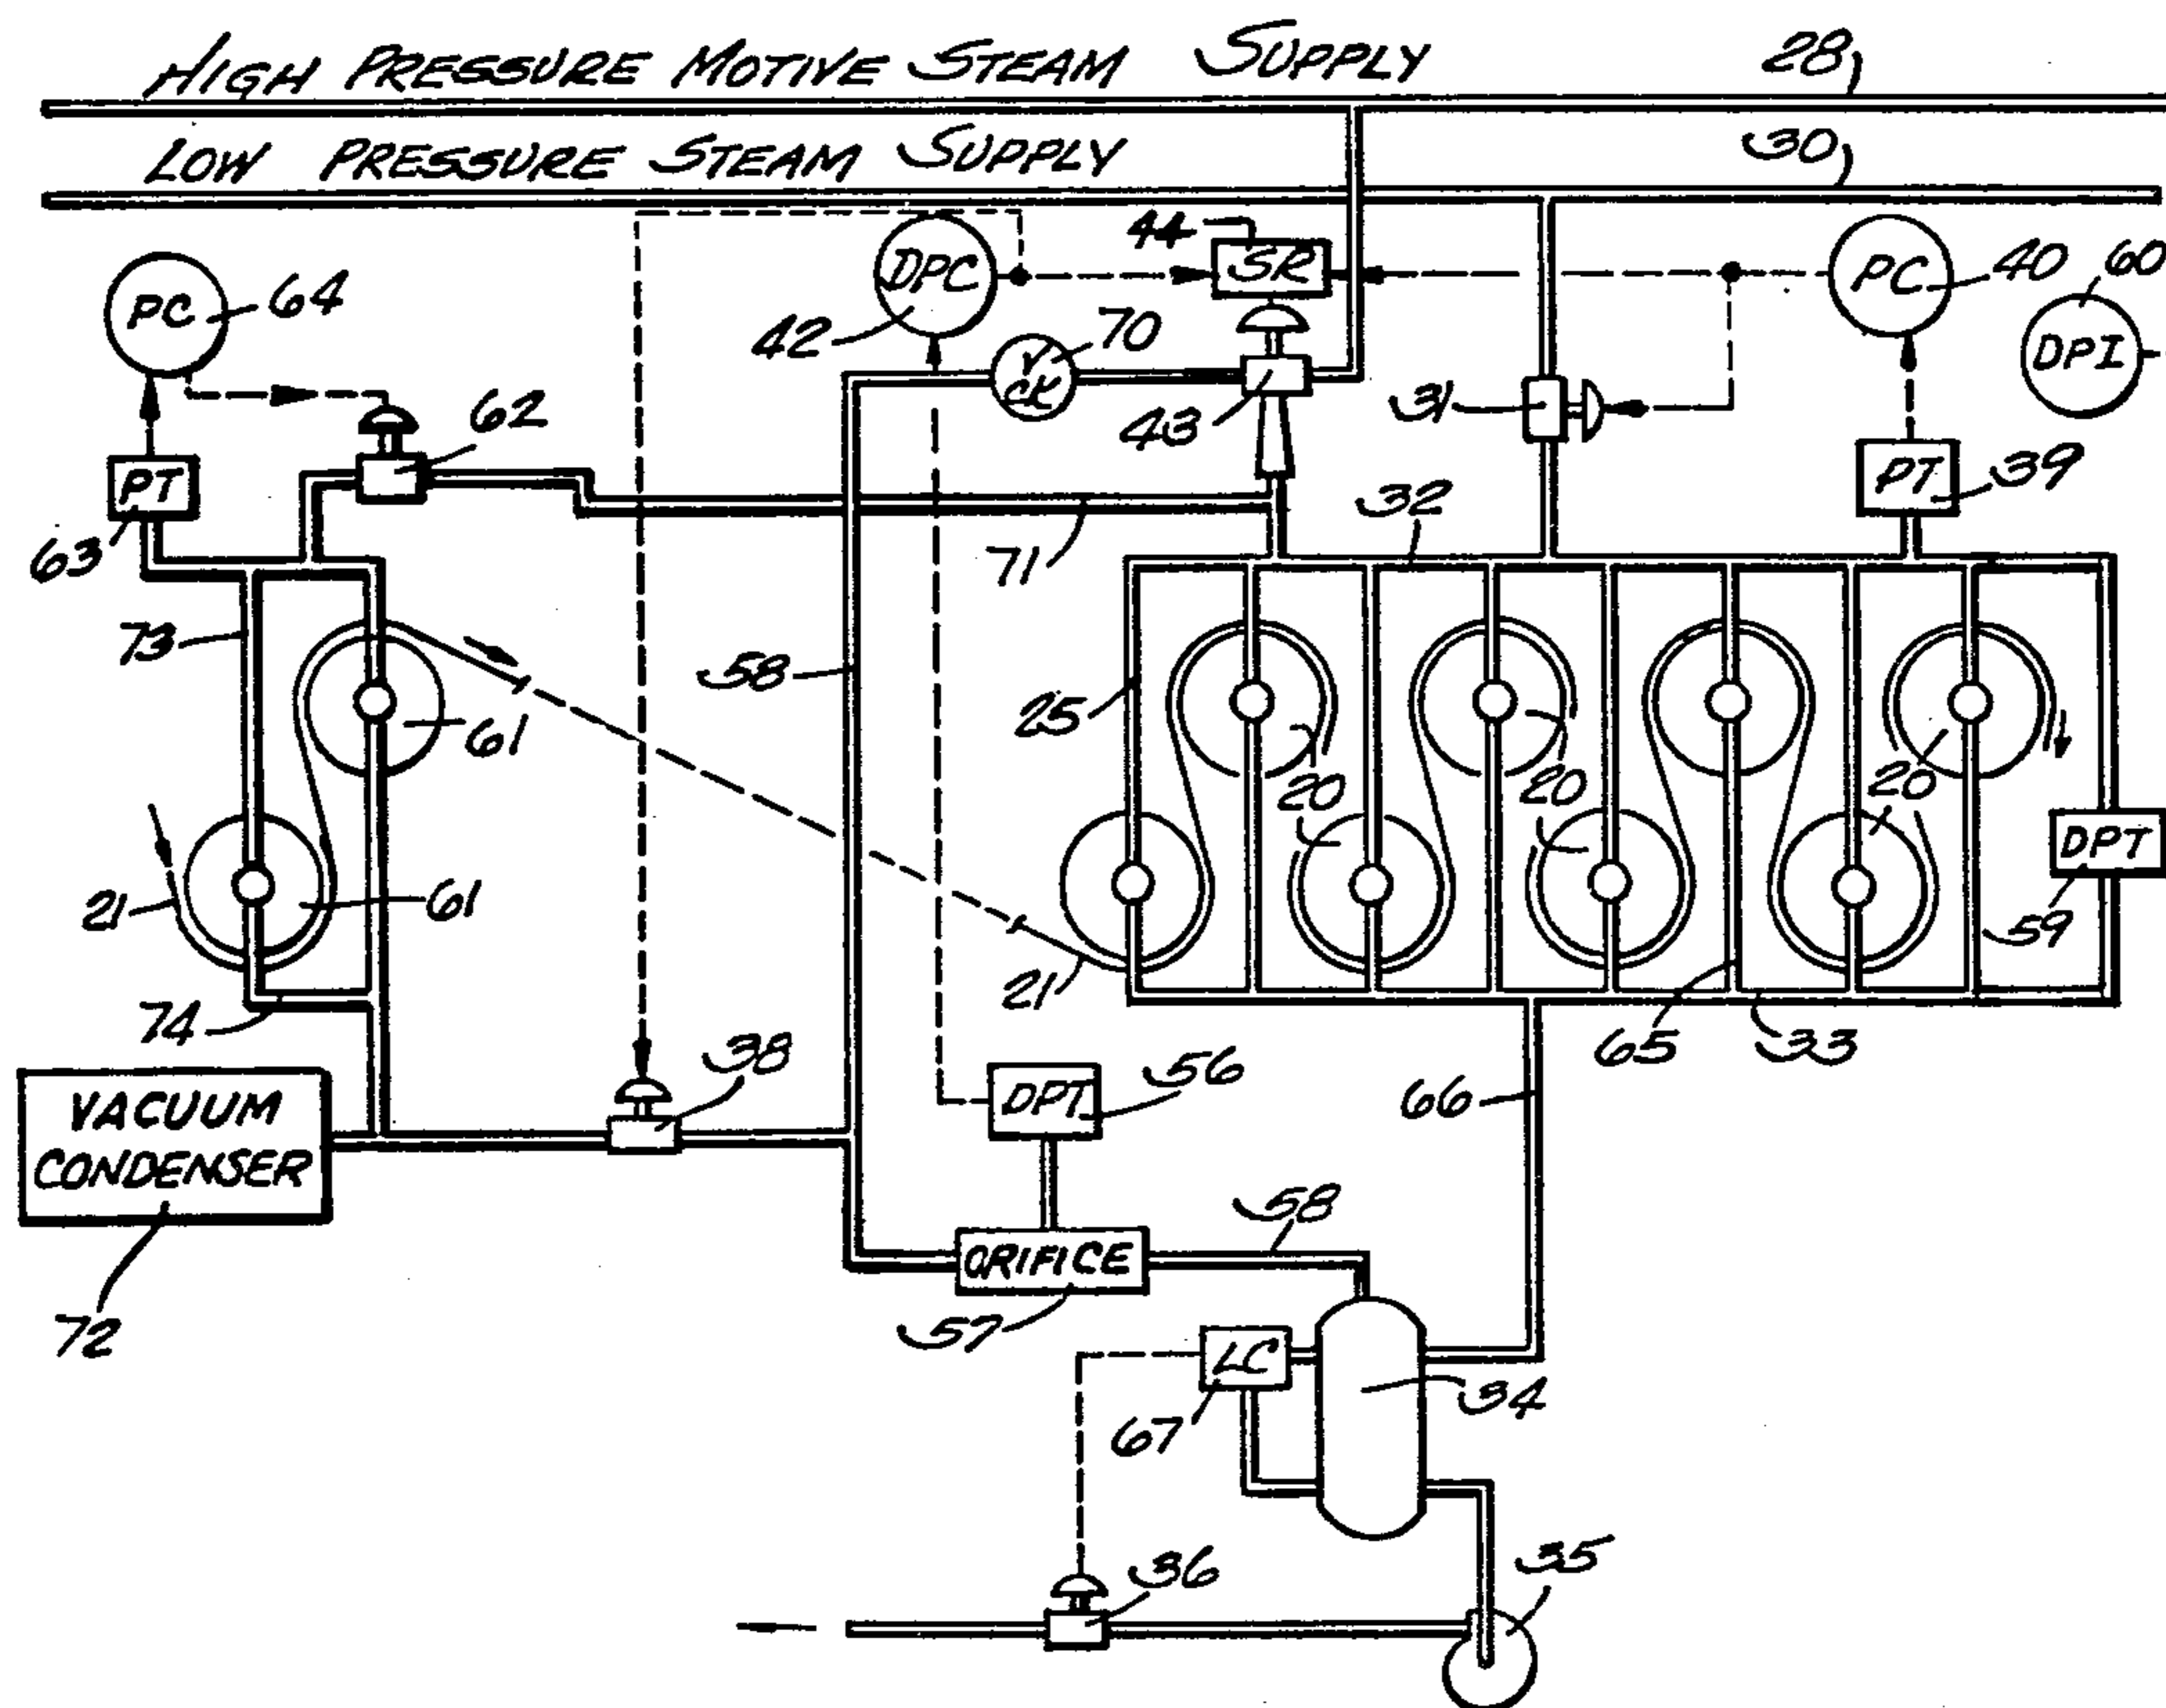 HIGH PRESSURE MOTIVE STEAM SUPPLY
28
LOW PRESSURE STEAM SUPPLY
30
44
SR
DPC
42
PC
64
PC
40
60
DPI
70
V
CK
43
31
62
PT
63
PT
39
32
71
73
58
25
61
20
20
20
DPT
59
21
61
21
65
33
74
38
DPT
56
66
VACUUM
CONDENSER
72
58
ORIFICE
57
LC
67
34
36
35